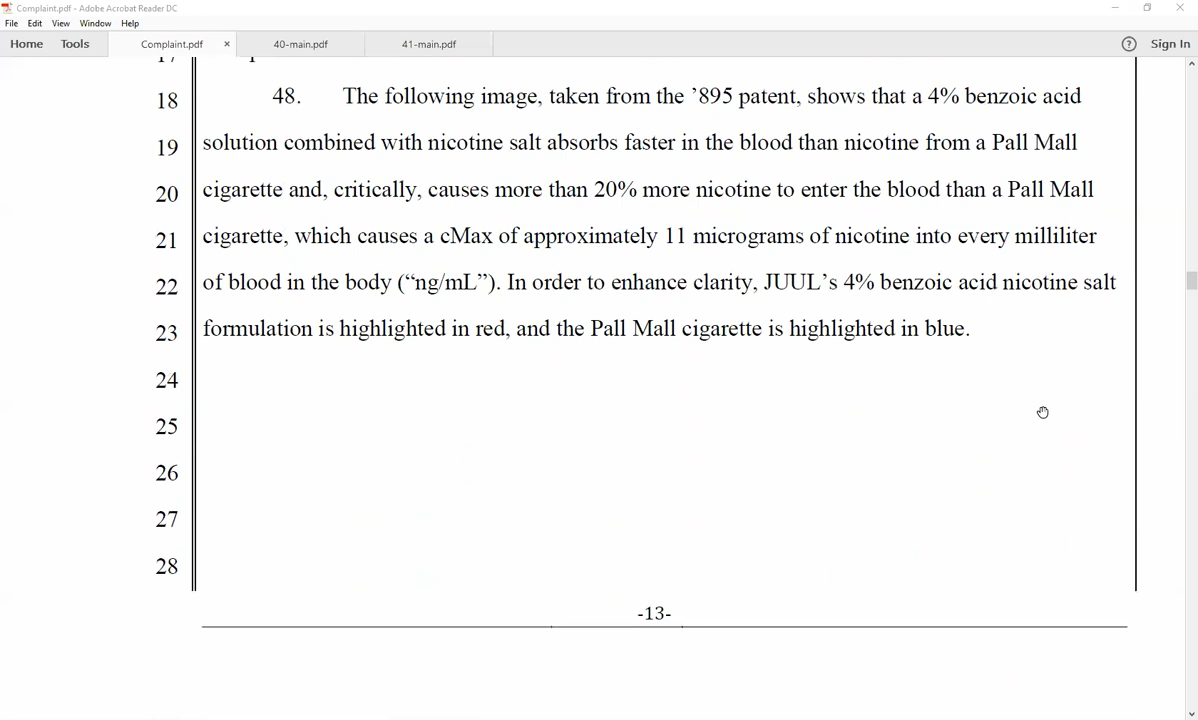 Complaint.pdf - Adobe Acrobat Reader DC
File Edit View Window Help
Home Tools Complaint.pdf × 40-main.pdf 41-main.pdf ? Sign In
17
18 48. The following image, taken from the ’895 patent, shows that a 4% benzoic acid
19 solution combined with nicotine salt absorbs faster in the blood than nicotine from a Pall Mall
20 cigarette and, critically, causes more than 20% more nicotine to enter the blood than a Pall Mall
21 cigarette, which causes a cMax of approximately 11 micrograms of nicotine into every milliliter
22 of blood in the body (“ng/mL”). In order to enhance clarity, JUUL’s 4% benzoic acid nicotine salt
23 formulation is highlighted in red, and the Pall Mall cigarette is highlighted in blue.
24
25
26
27
28
-13-